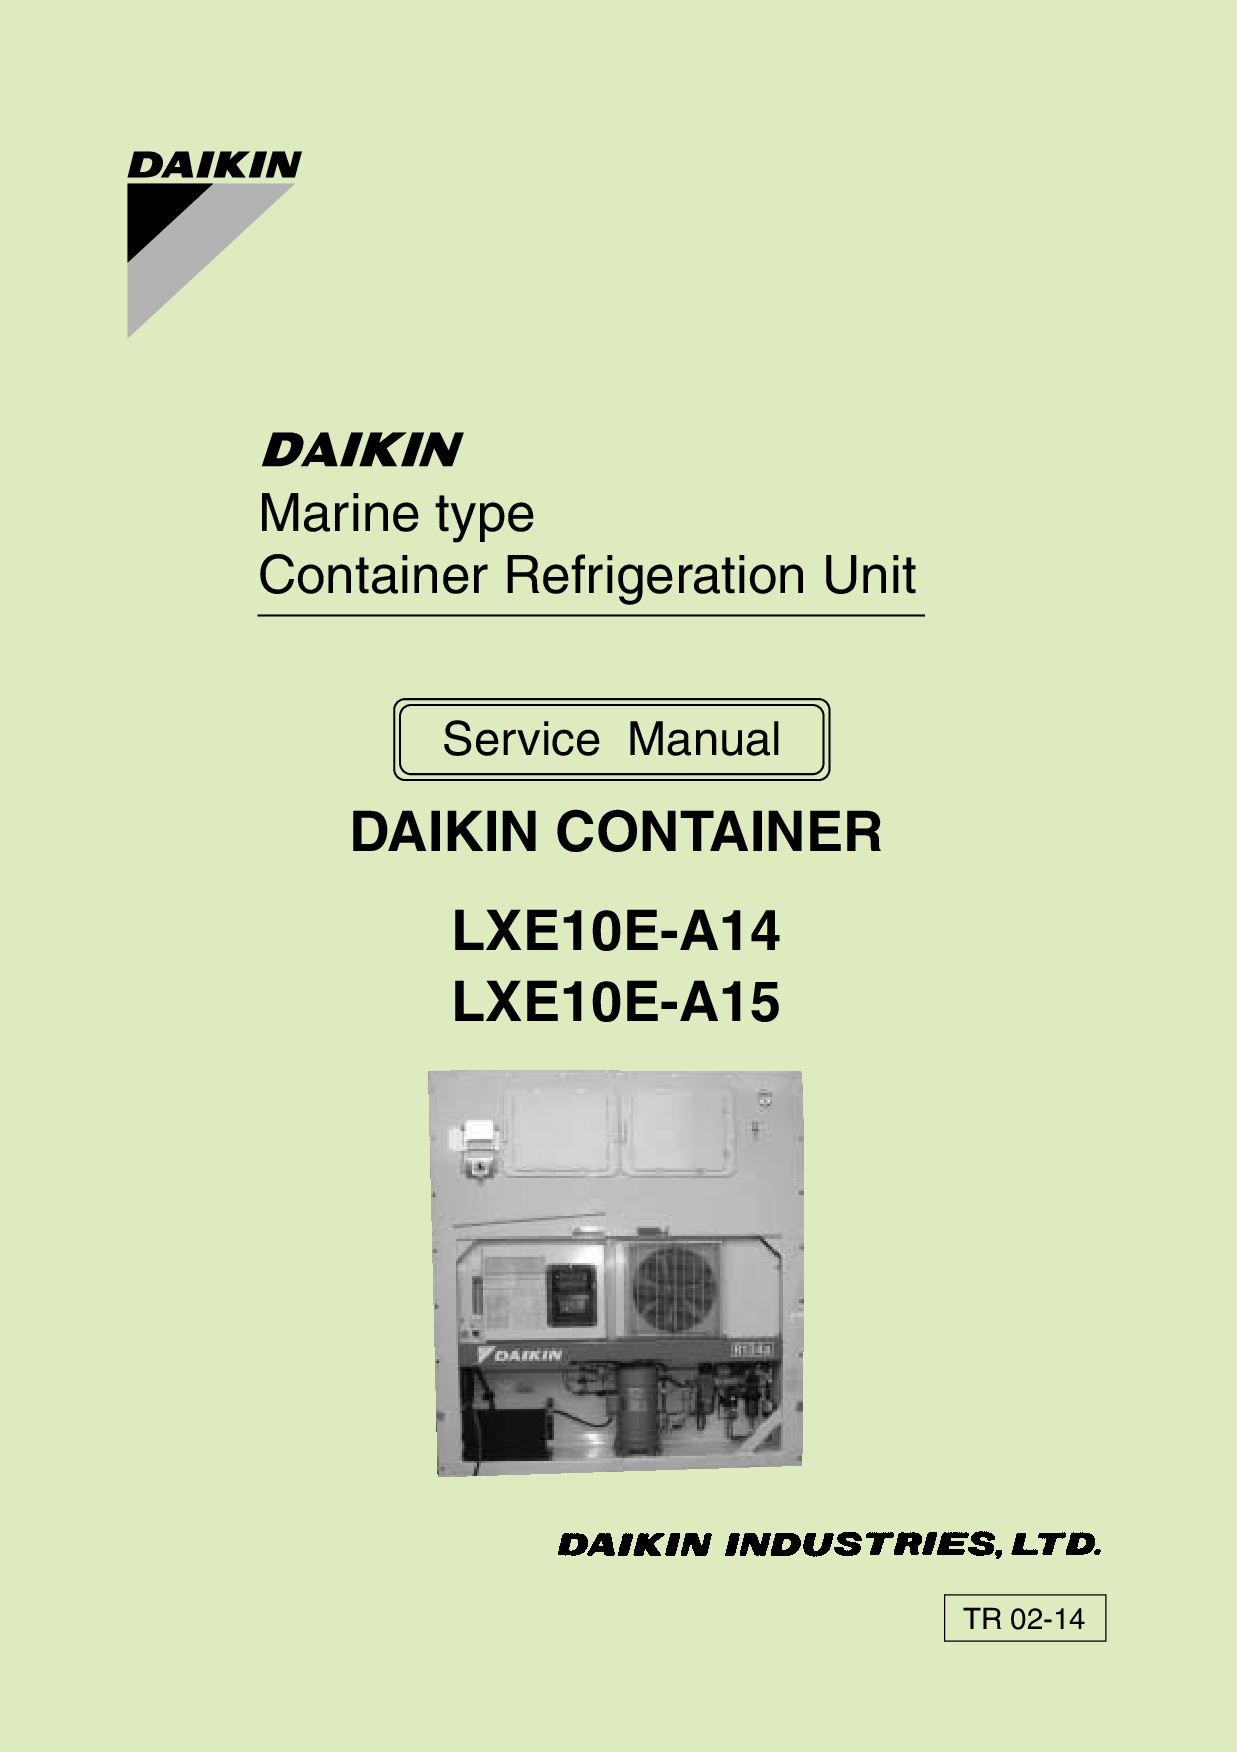 DAIKIN
DAIKIN
Marine type
Container Refrigeration Unit
Service Manual
DAIKIN CONTAINER
LXE10E-A14
LXE10E-A15
DAIKIN
R134a
DAIKIN INDUSTRIES, LTD.
TR 02-14